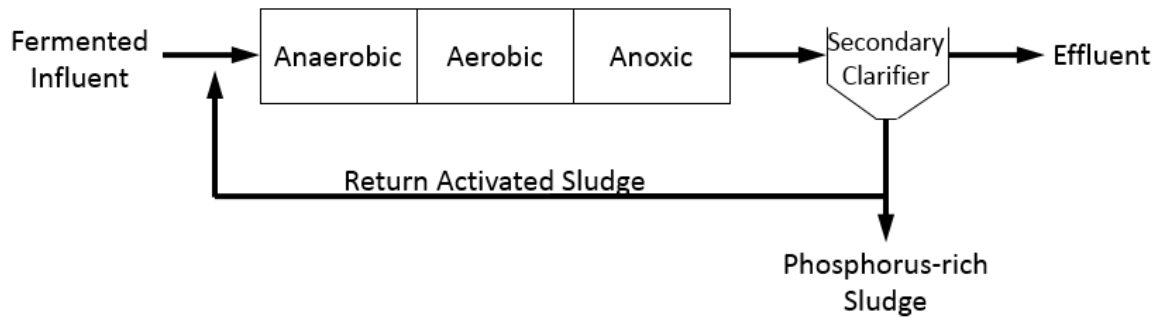 Fermented
Influent
Anaerobic
Aerobic
Anoxic
Secondary
Clarifier
Effluent
Return Activated Sludge
Phosphorus-rich
Sludge